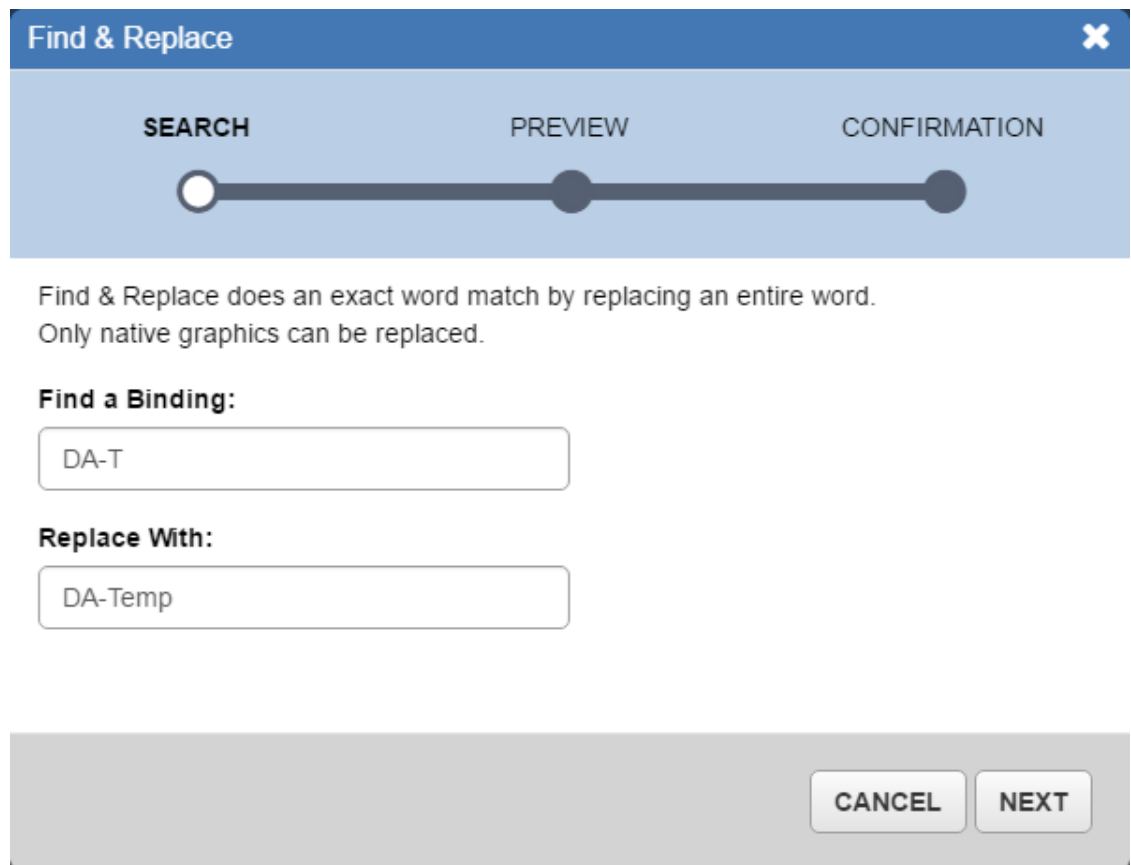 Find & Replace
SEARCH PREVIEW CONFIRMATION
Find & Replace does an exact word match by replacing an entire word.
Only native graphics can be replaced.
Find a Binding:
DA-T
Replace With:
DA-Temp
CANCEL NEXT